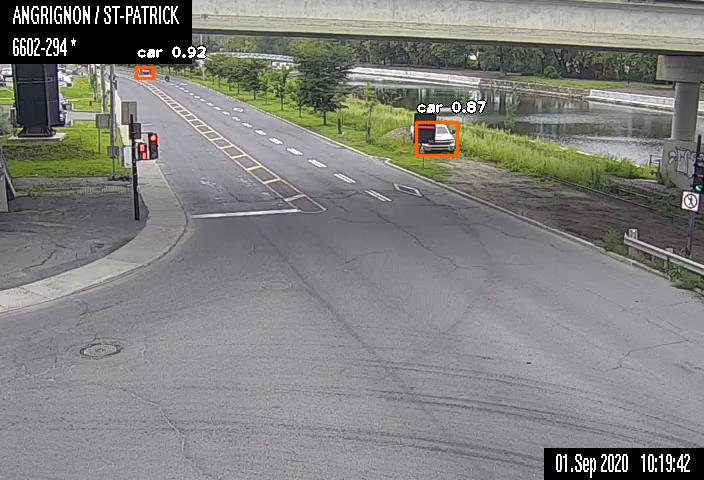 ANGRIGNON / ST-PATRICK
6602-294 *
car 0.92
car 0.87
01.Sep 2020 10:19:42